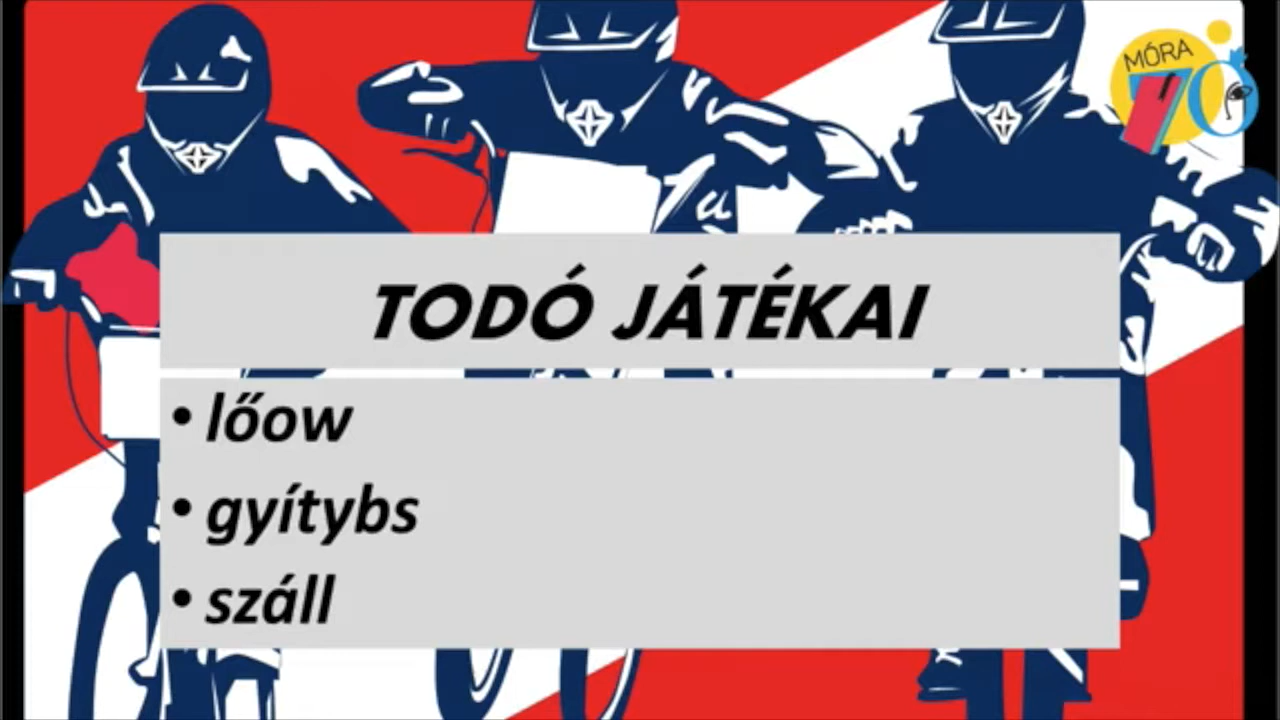 MÓRA
70
TODÓ JÁTÉKAI
• lőow
• gyítybs
• száll